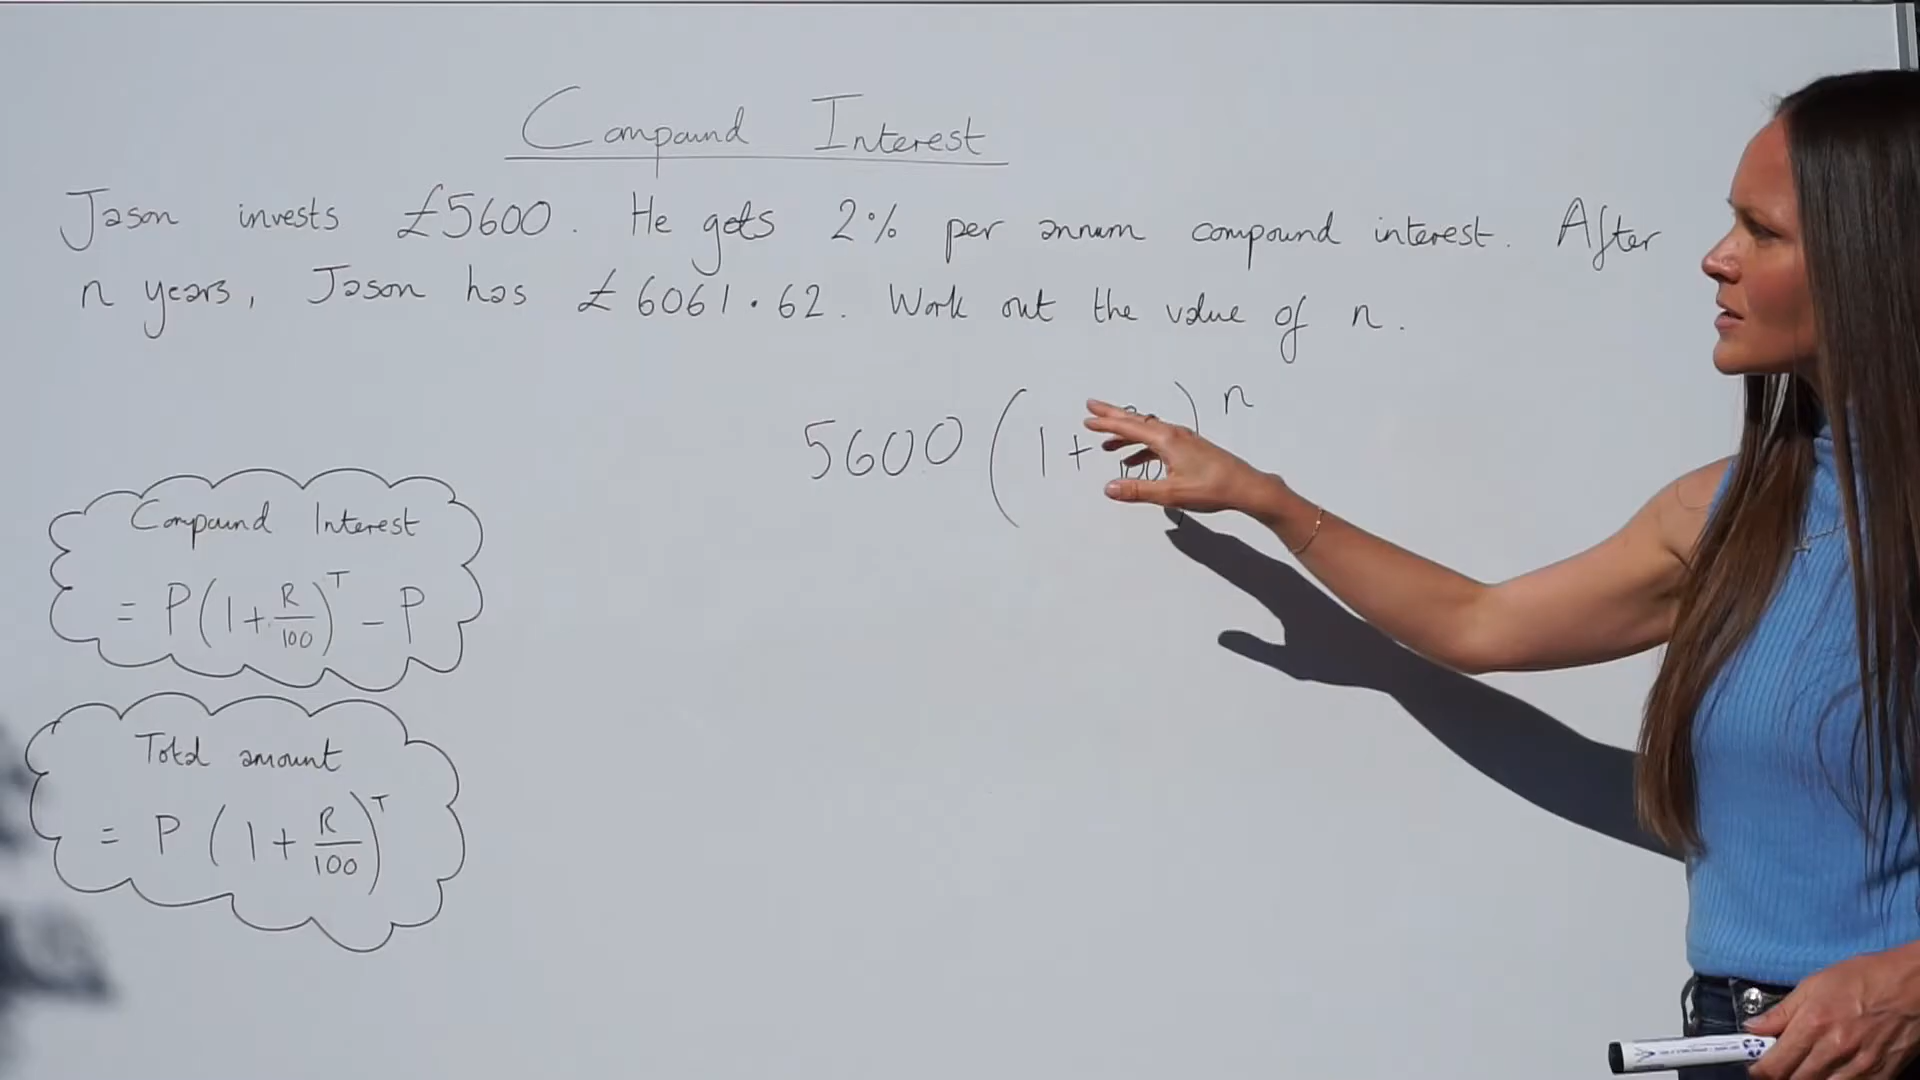 Compound Interest
Jason invests £5600. He gets 2% per annum compound interest. After
n years, Jason has £6061.62. Work out the value of n.
5600 (1 + /100)^n
Compound Interest
= P(1 + R/100)^T - P
Total amount
= P(1 + R/100)^T